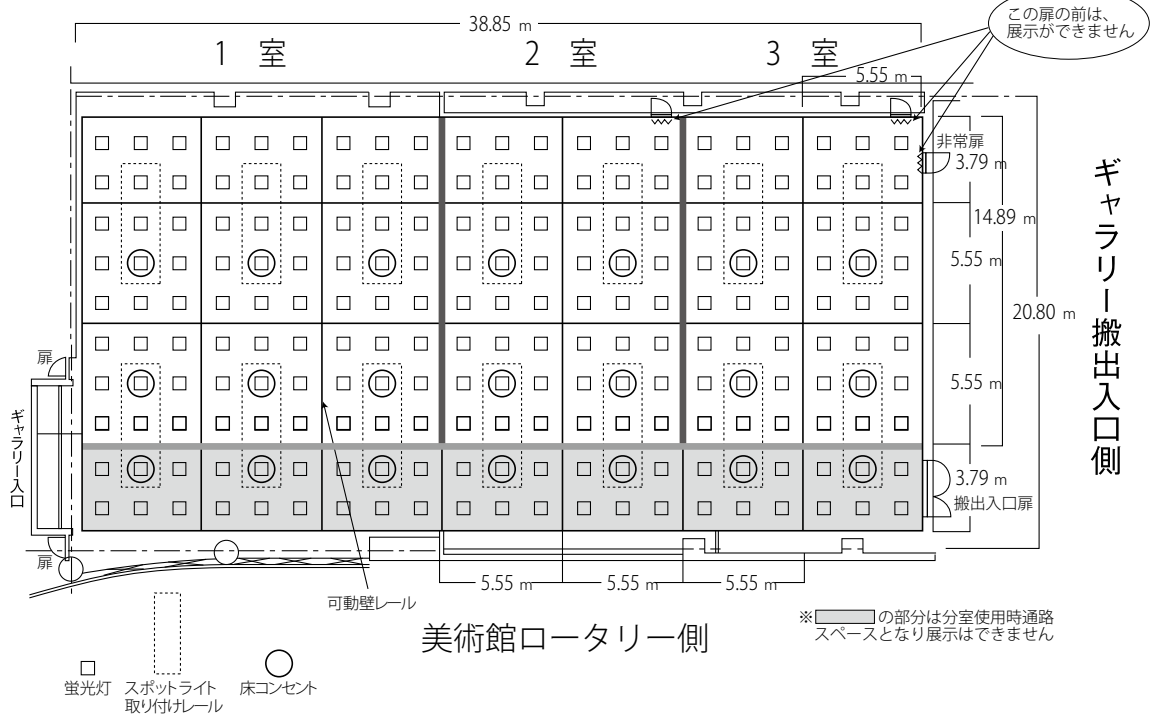 38.85 m
この扉の前は、
展示ができません
1 室
2 室
3 室
5.55 m
非常扉
3.79 m
14.89 m
5.55 m
20.80 m
5.55 m
3.79 m
搬出入口扉
ギャラリー搬出入口側
扉
ギャラリー入口
扉
5.55 m
5.55 m
5.55 m
可動壁レール
美術館ロータリー側
※ の部分は分室使用時通路
スペースとなり展示はできません
蛍光灯
スポットライト
取り付けレール
床コンセント